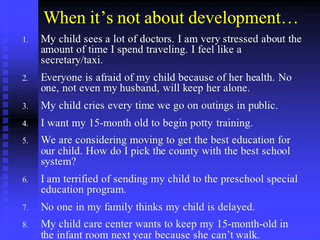 When it's not about development…
1. My child sees a lot of doctors. I am very stressed about the
amount of time I spend traveling. I feel like a
secretary/taxi.
2. Everyone is afraid of my child because of her health. No
one, not even my husband, will keep her alone.
3. My child cries every time we go on outings in public.
4. I want my 15-month old to begin potty training.
5. We are considering moving to get the best education for
our child. How do I pick the county with the best school
system?
6. I am terrified of sending my child to the preschool special
education program.
7. No one in my family thinks my child is delayed.
8. My child care center wants to keep my 15-month-old in
the infant room next year because she can't walk.